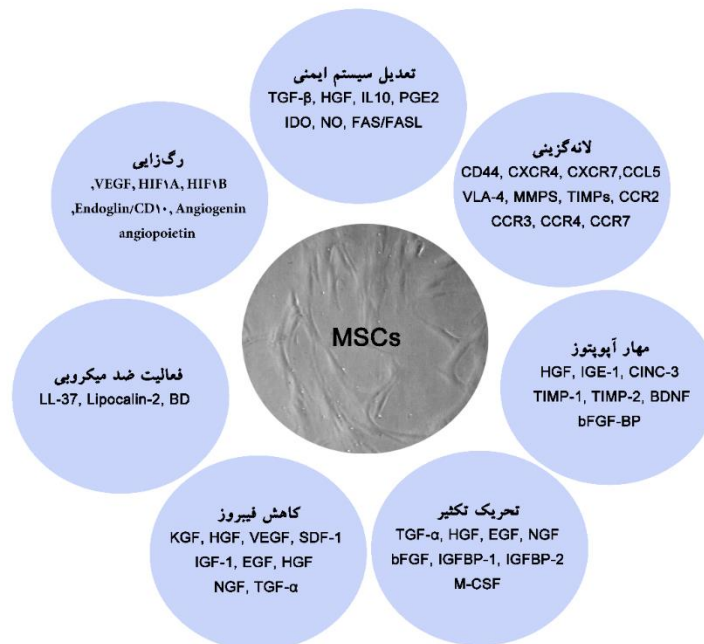 تعدیل سیستم ایمنی
TGF-β, HGF, IL10, PGE2
IDO, NO, FAS/FASL
لانه‌گزینی
CD44, CXCR4, CXCR7,CCL5
VLA-4, MMPS, TIMPs, CCR2
CCR3, CCR4, CCR7
مهار آپوپتوز
HGF, IGE-1, CINC-3
TIMP-1, TIMP-2, BDNF
bFGF-BP
تحریک تکثیر
TGF-α, HGF, EGF, NGF
bFGF, IGFBP-1, IGFBP-2
M-CSF
کاهش فیبروز
KGF, HGF, VEGF, SDF-1
IGF-1, EGF, HGF
NGF, TGF-α
فعالیت ضد میکروبی
LL-37, Lipocalin-2, BD
رگ‌زایی
,VEGF, HIF۱A, HIF۱B
,Endoglin/CD۱۰, Angiogenin
angiopoietin
MSCs